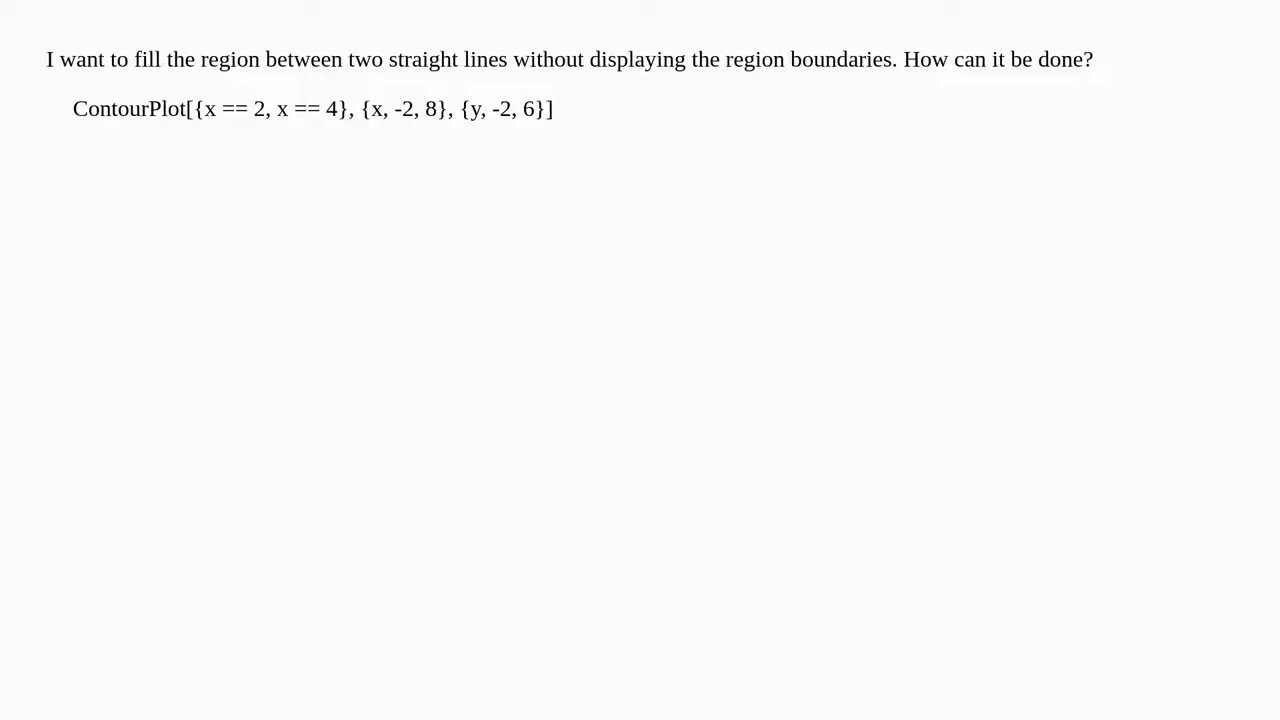 I want to fill the region between two straight lines without displaying the region boundaries. How can it be done?
ContourPlot[{x == 2, x == 4}, {x, -2, 8}, {y, -2, 6}]